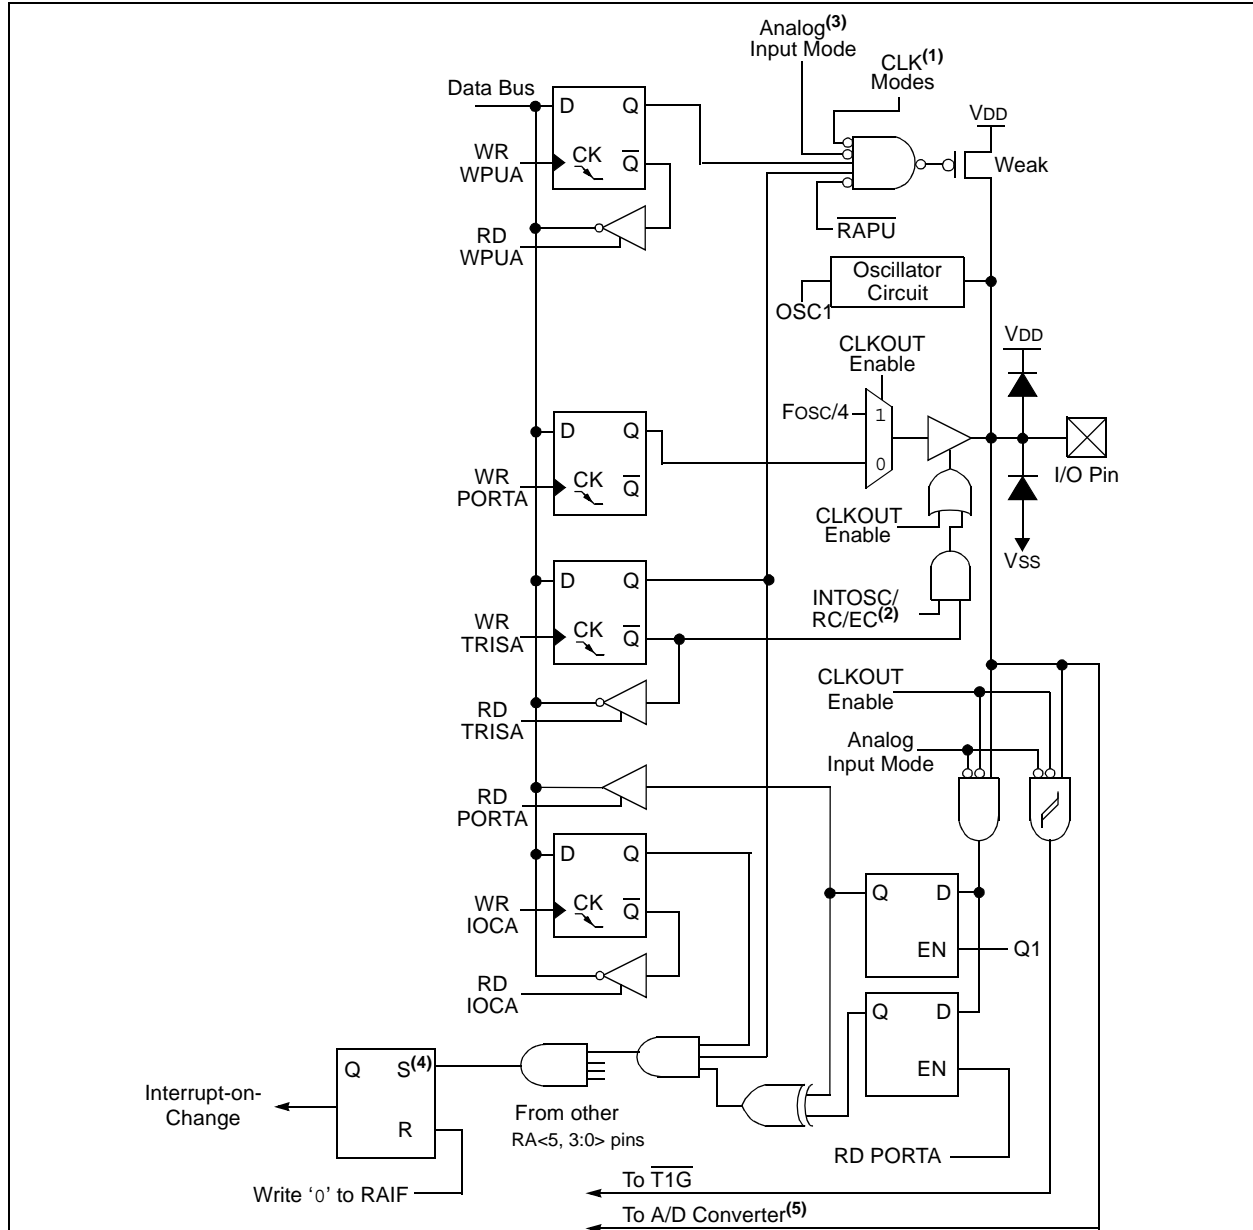 Analog(3)
Input Mode
CLK(1)
Modes
Data Bus
D Q
VDD
WR
WPUA
CK Q
Weak
RD
WPUA
RAPU
Oscillator
Circuit
OSC1
CLKOUT
Enable
VDD
FOSC/4
1
D Q
0
WR
PORTA
CK Q
I/O Pin
CLKOUT
Enable
VSS
D Q
INTOSC/
RC/EC(2)
WR
TRISA
CK Q
CLKOUT
Enable
RD
TRISA
Analog
Input Mode
RD
PORTA
D Q
Q D
WR
IOCA
CK Q
EN
Q1
RD
IOCA
Q D
EN
Q S(4)
Interrupt-on-
Change
R
From other
RA<5, 3:0> pins
RD PORTA
Write '0' to RAIF
To T1G
To A/D Converter(5)